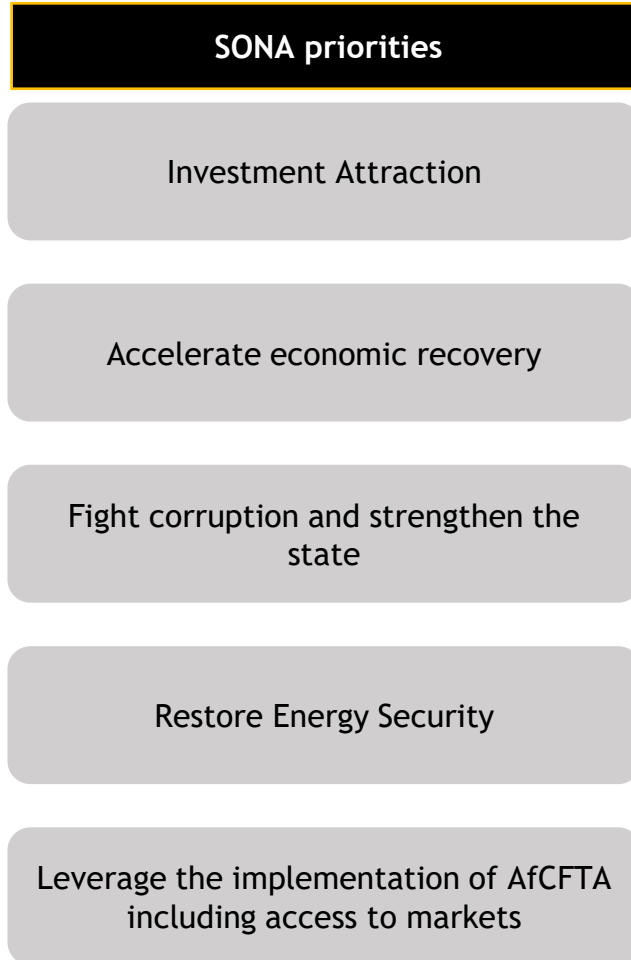 SONA priorities
Investment Attraction
Accelerate economic recovery
Fight corruption and strengthen the
state
Restore Energy Security
Leverage the implementation of AfCFTA
including access to markets